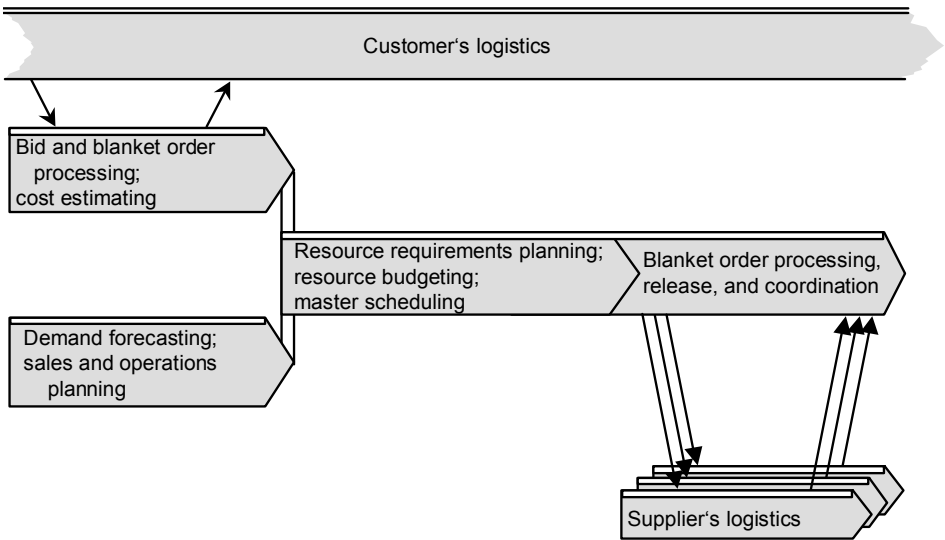 Customer‘s logistics
Bid and blanket order
processing;
cost estimating
Resource requirements planning;
resource budgeting;
master scheduling
Blanket order processing,
release, and coordination
Demand forecasting;
sales and operations
planning
Supplier‘s logistics